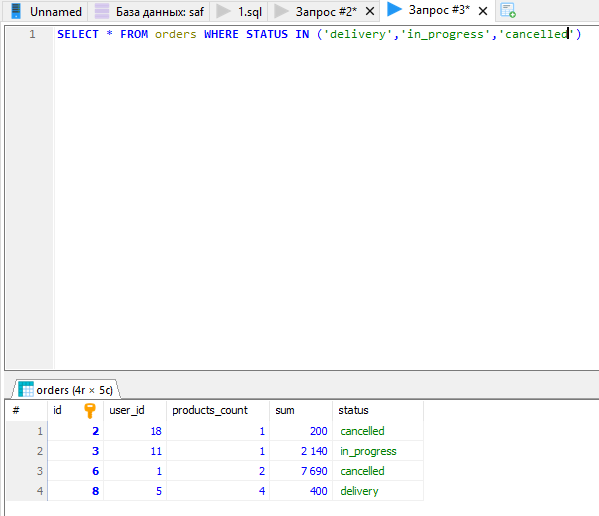 Unnamed База данных: saf 1.sql Запрос #2* Запрос #3*
1 SELECT * FROM orders WHERE STATUS IN ('delivery','in_progress','cancelled')
orders (4r × 5c)
# id user_id products_count sum status
1 2 18 1 200 cancelled
2 3 11 1 2 140 in_progress
3 6 1 2 7 690 cancelled
4 8 5 4 400 delivery